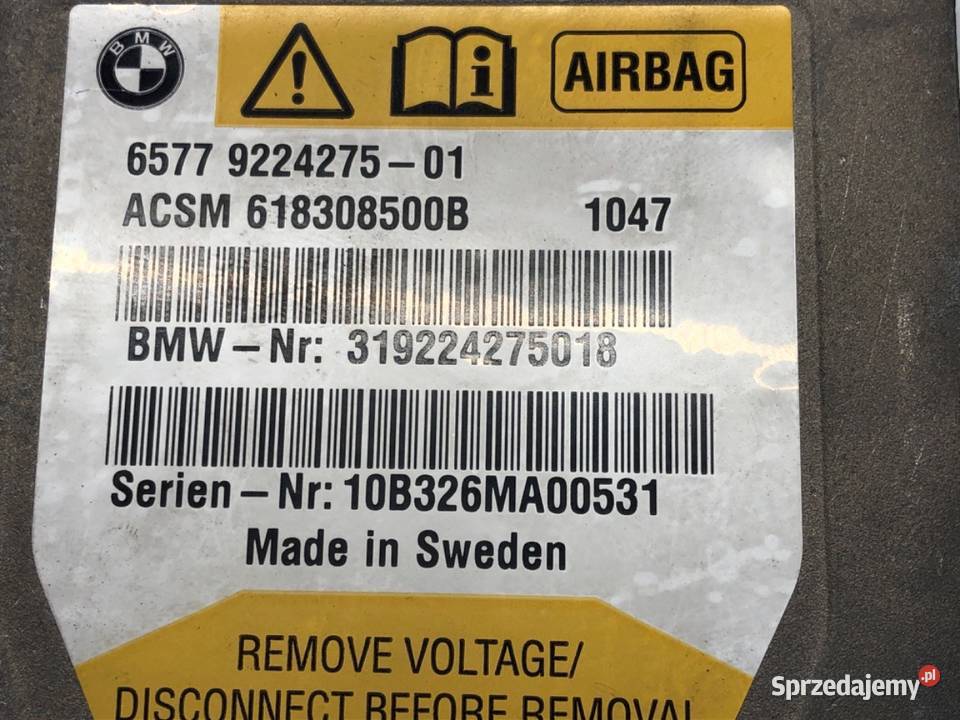 BMW
i
AIRBAG
6577 9224275-01
ACSM 618308500B 1047
BMW-Nr: 319224275018
Serien-Nr: 10B326MA00531
Made in Sweden
REMOVE VOLTAGE/
DISCONNECT BEFORE REMOVAL
Sprzedajemy.pl